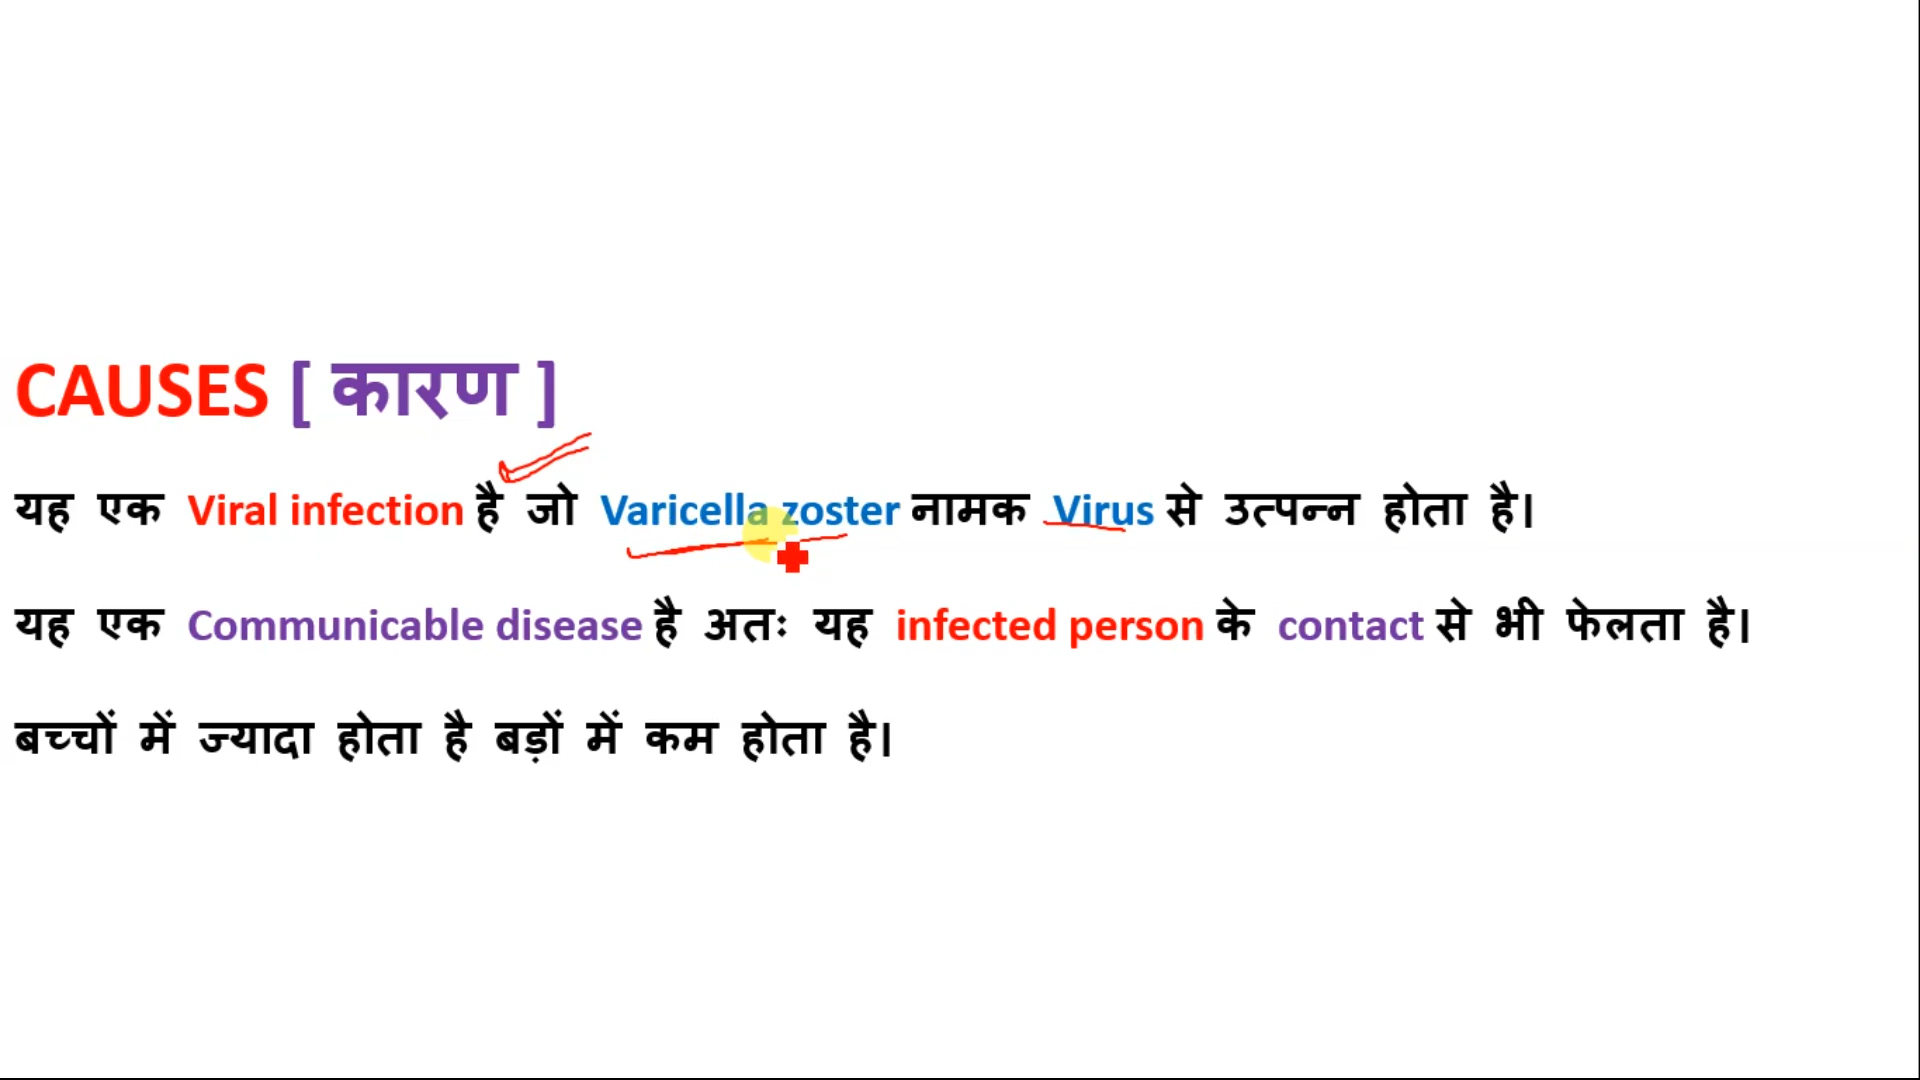 CAUSES [ कारण ]
यह एक Viral infection है जो Varicella zoster नामक Virus से उत्पन्न होता है।
यह एक Communicable disease है अतः यह infected person के contact से भी फेलता है।
बच्चों में ज्यादा होता है बड़ों में कम होता है।